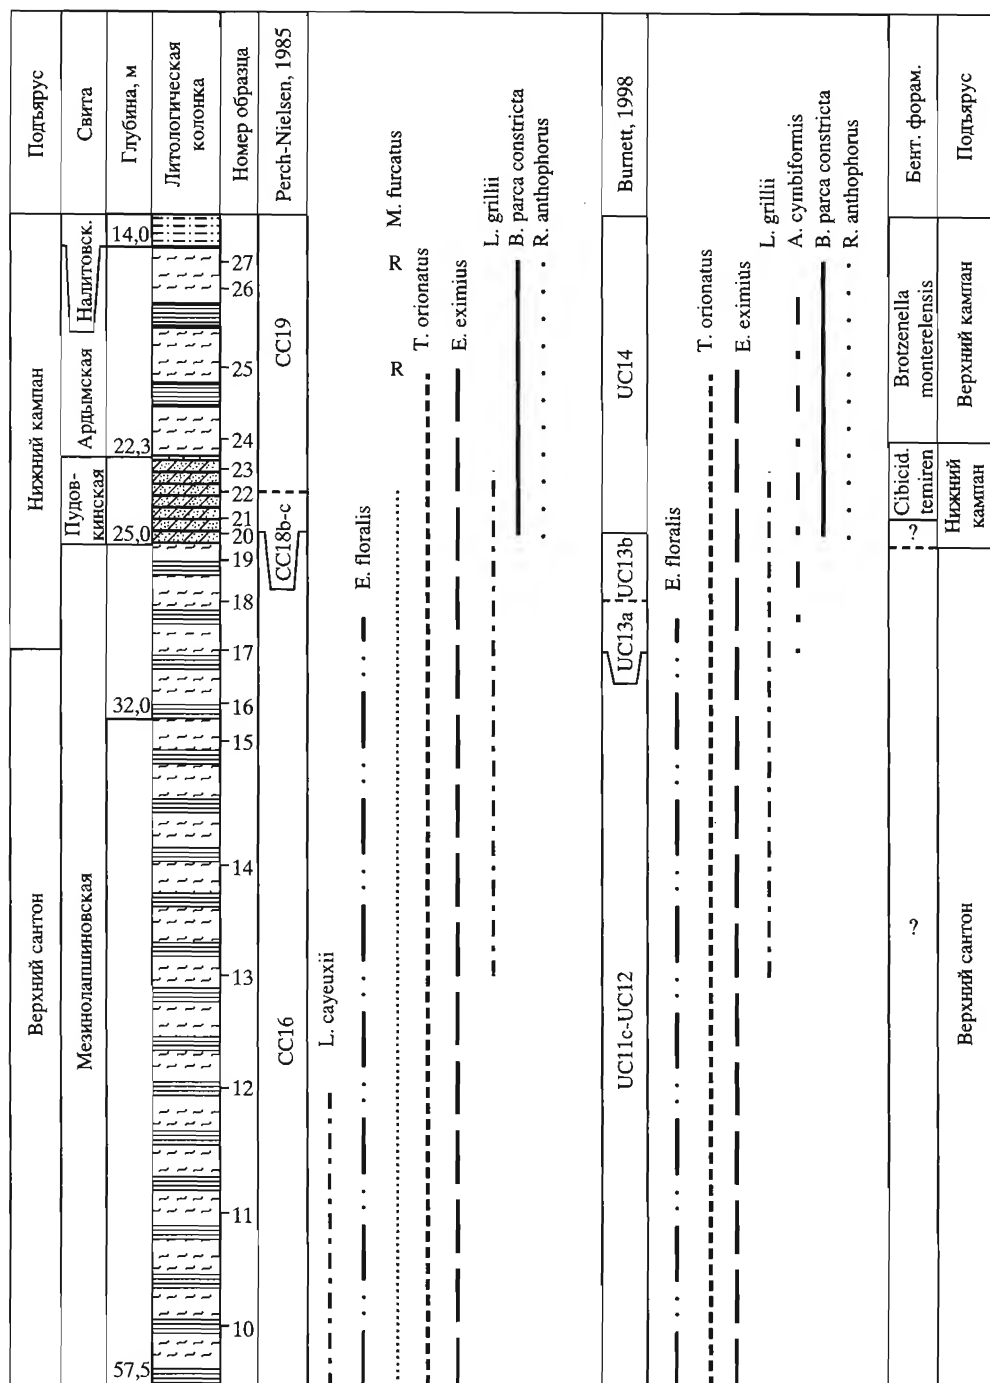 Подъярус
Свита
Глубина, м
Литологическая
колонка
Номер образца
Perch-Nielsen, 1985
Burnett, 1998
Бент. форам.
Подъярус
Нижний кампан
Верхний сантон
Налитовск.
Ардымская
Пудов-
кинская
Мезинолапшиновская
14,0
22,3
25,0
32,0
57,5
27
26
25
24
23
22
21
20
19
18
17
16
15
14
13
12
11
10
CC19
CC18b-c
CC16
L. cayeuxii
E. floralis
M. furcatus
R
R
T. orionatus
E. eximius
L. grillii
B. parca constricta
R. anthophorus
UC14
UC13b
UC13a
UC11c-UC12
E. floralis
T. orionatus
E. eximius
L. grillii
A. cymbiformis
B. parca constricta
R. anthophorus
Brotzenella
monterelensis
Cibicid.
temiren
?
?
Верхний кампан
Нижний
кампан
Верхний сантон